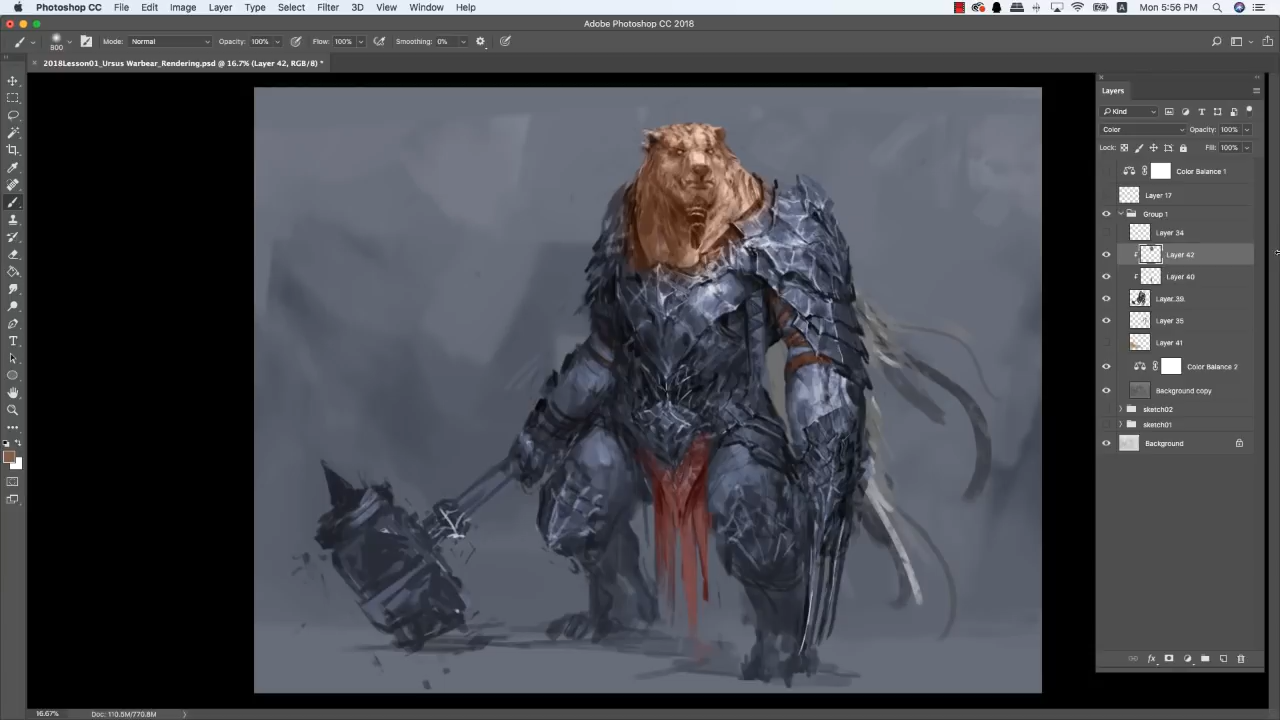 Photoshop CC File Edit Image Layer Type Select Filter 3D View Window Help A Mon 5:56 PM
Adobe Photoshop CC 2018
800 Mode: Normal Opacity: 100% Flow: 100% Smoothing: 0%
2018Lesson01_Ursus Warbear_Rendering.psd @ 16.7% (Layer 42, RGB/8) *
Layers
Kind
Color Opacity: 100%
Lock: Fill: 100%
Color Balance 1
Layer 17
Group 1
Layer 34
Layer 42
Layer 40
Layer 39
Layer 35
Layer 41
Color Balance 2
Background copy
sketch02
sketch01
Background
fx
16.67% Doc: 110.5M/770.8M